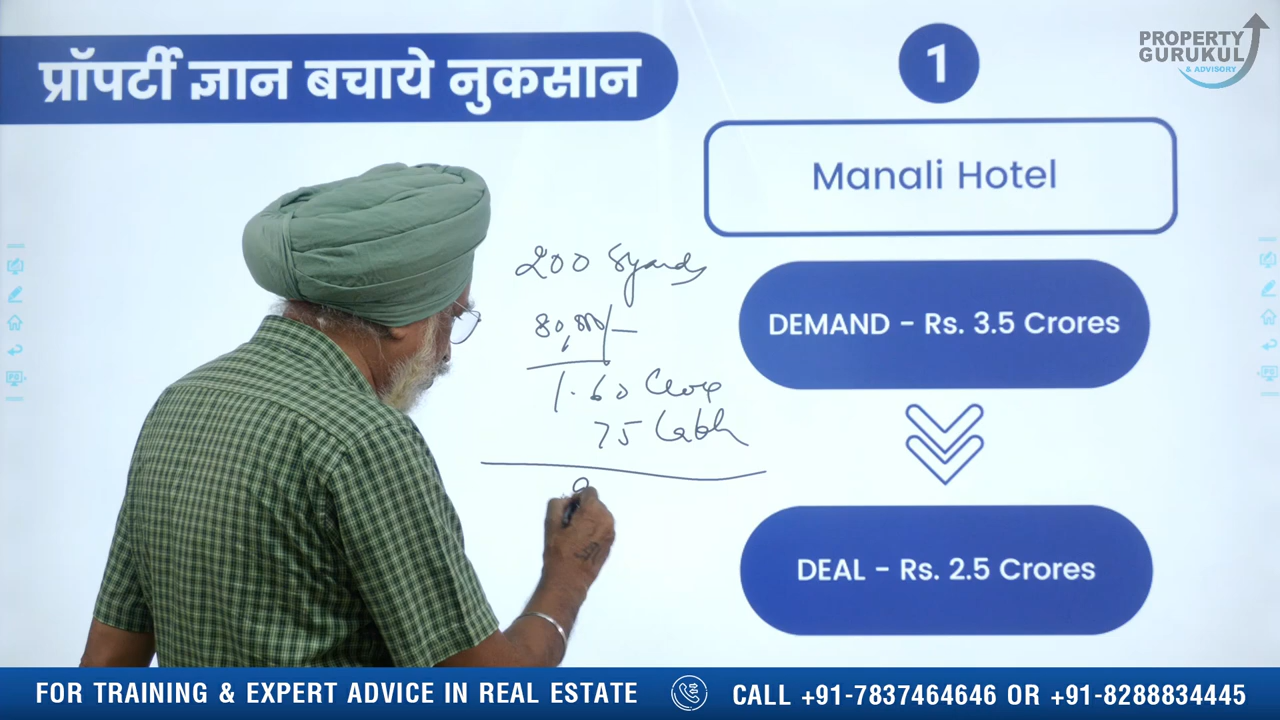 प्रॉपर्टी ज्ञान बचाये नुकसान
1
PROPERTY
GURUKUL
& ADVISORY
Manali Hotel
200 Syards
80,000/-
1.60 Crore
75 Lakh
DEMAND - Rs. 3.5 Crores
DEAL - Rs. 2.5 Crores
FOR TRAINING & EXPERT ADVICE IN REAL ESTATE
CALL +91-7837464646 OR +91-8288834445